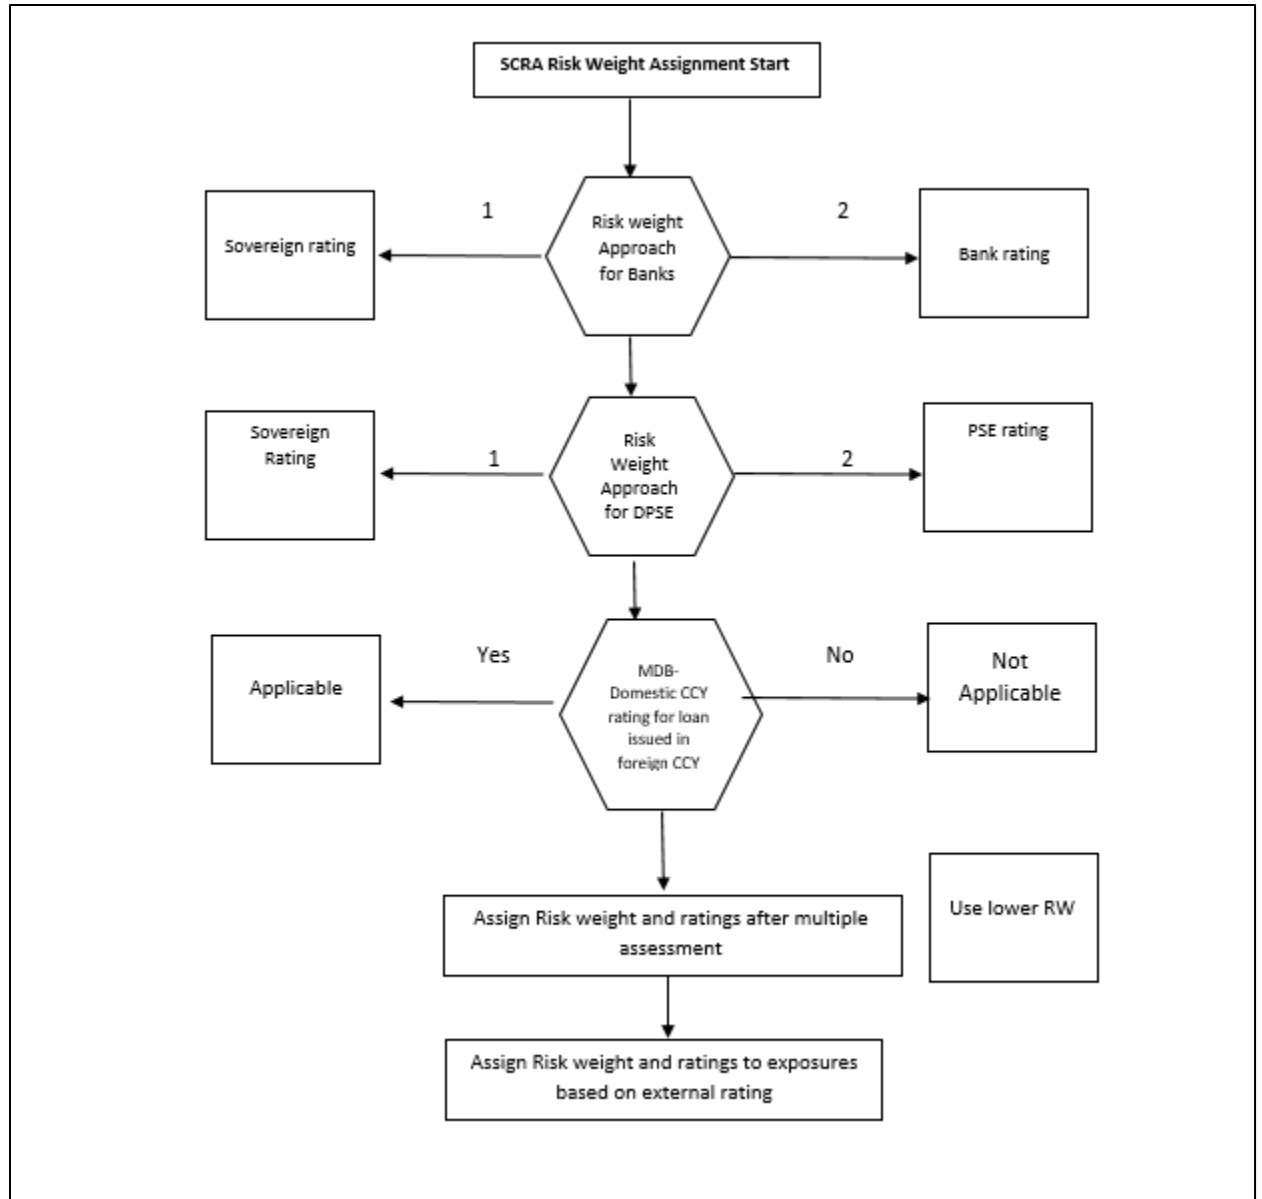 SCRA Risk Weight Assignment Start
1
2
Risk weight
Approach
for Banks
Sovereign rating
Bank rating
Sovereign
Rating
1
Risk
Weight
Approach
for DPSE
2
PSE rating
Yes
No
Applicable
MDB-
Domestic CCY
rating for loan
issued in
foreign CCY
Not
Applicable
Assign Risk weight and ratings after multiple
assessment
Use lower RW
Assign Risk weight and ratings to exposures
based on external rating